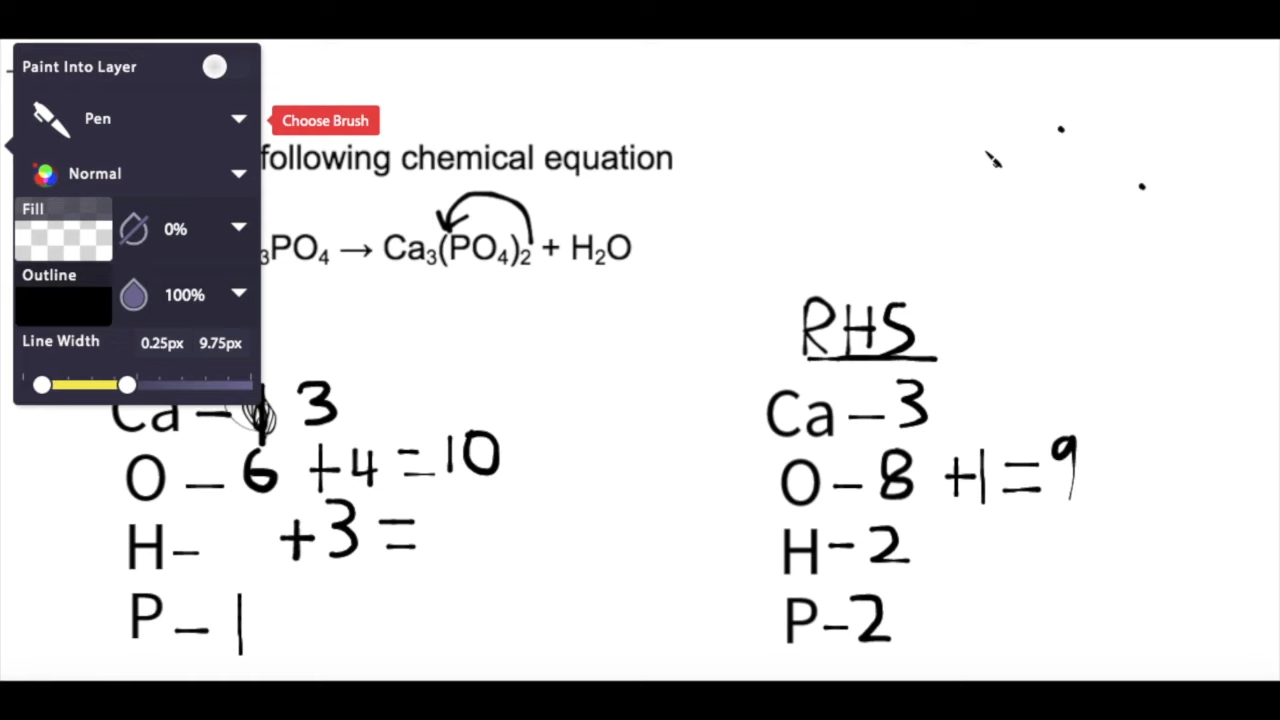 Paint Into Layer
Pen
Choose Brush
following chemical equation
Normal
Fill
0%
₃PO₄ → Ca₃(PO₄)₂ + H₂O
Outline
100%
Line Width 0.25px 9.75px
RHS
Ca – 3
O – 6 +4 = 10
H – +3 =
P – 1
Ca – 3
O – 8 +1 = 9
H – 2
P – 2